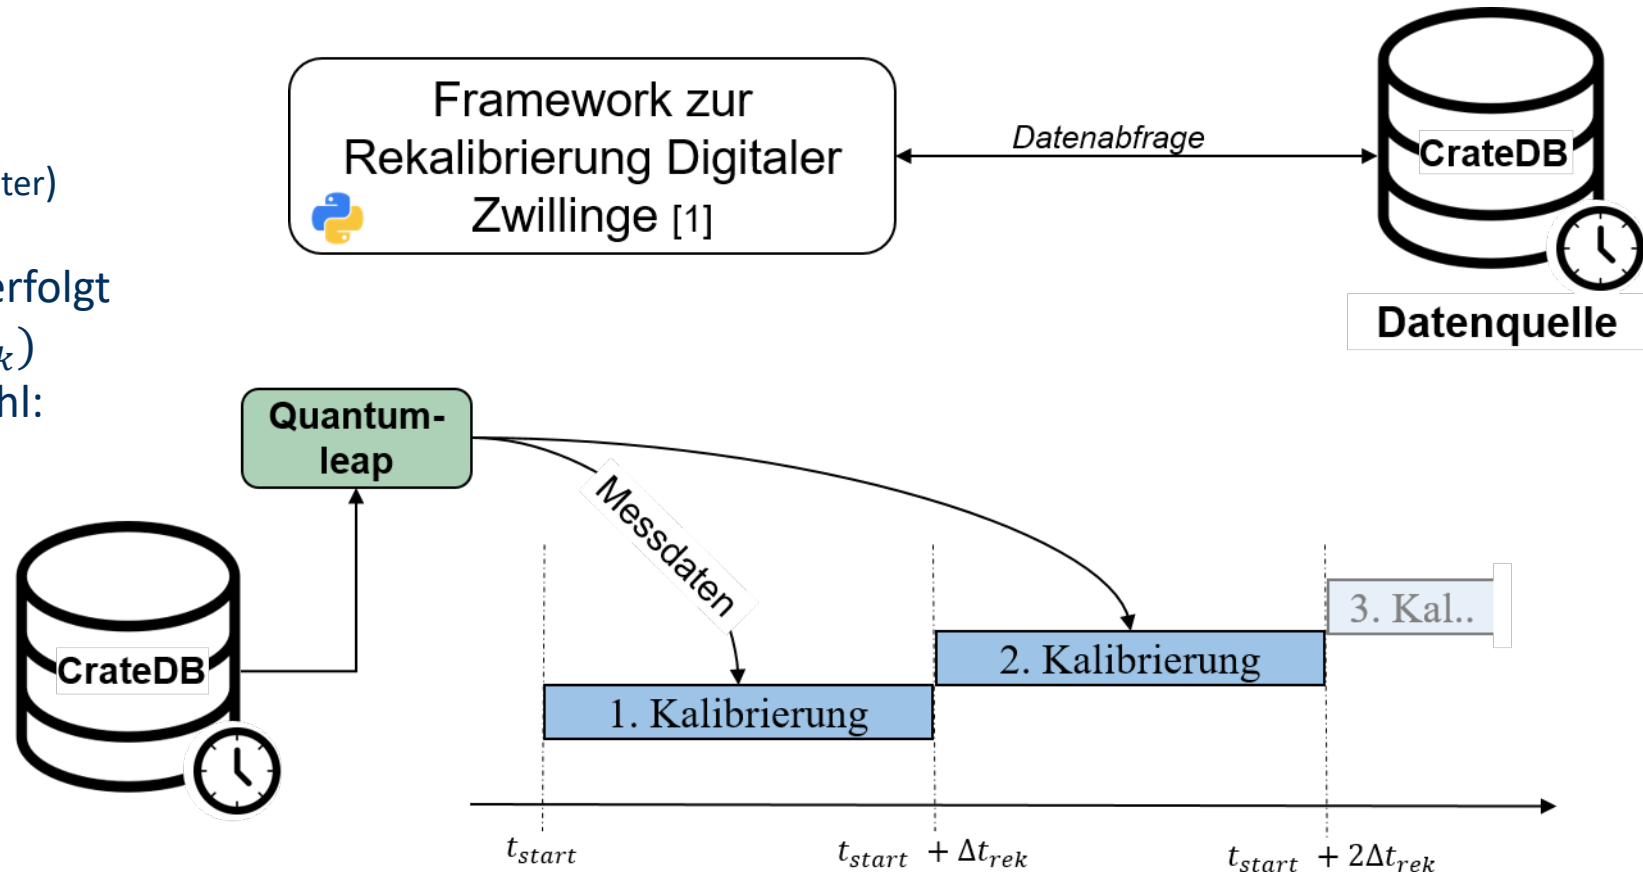 Framework zur
Rekalibrierung Digitaler
Zwillinge [1]
Datenabfrage
CrateDB
Datenquelle
ter)
erfolgt
k)
hl:
Quantum-
leap
Messdaten
CrateDB
1. Kalibrierung
2. Kalibrierung
3. Kal..
t_start
t_start + Δt_rek
t_start + 2Δt_rek